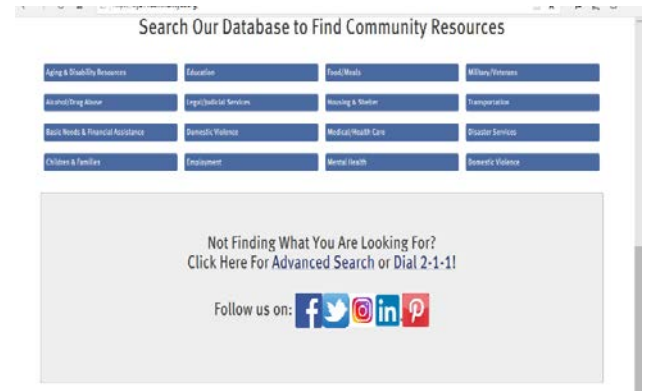 Search Our Database to Find Community Resources
Aging & Disability Resources Education Food/Meals Military/Veterans
Alcohol/Drug Abuse Legal/Judicial Services Housing & Shelter Transportation
Basic Needs & Financial Assistance Domestic Violence Medical/Health Care Disaster Services
Children & Families Employment Mental Health Domestic Violence
Not Finding What You Are Looking For?
Click Here For Advanced Search or Dial 2-1-1!
Follow us on: